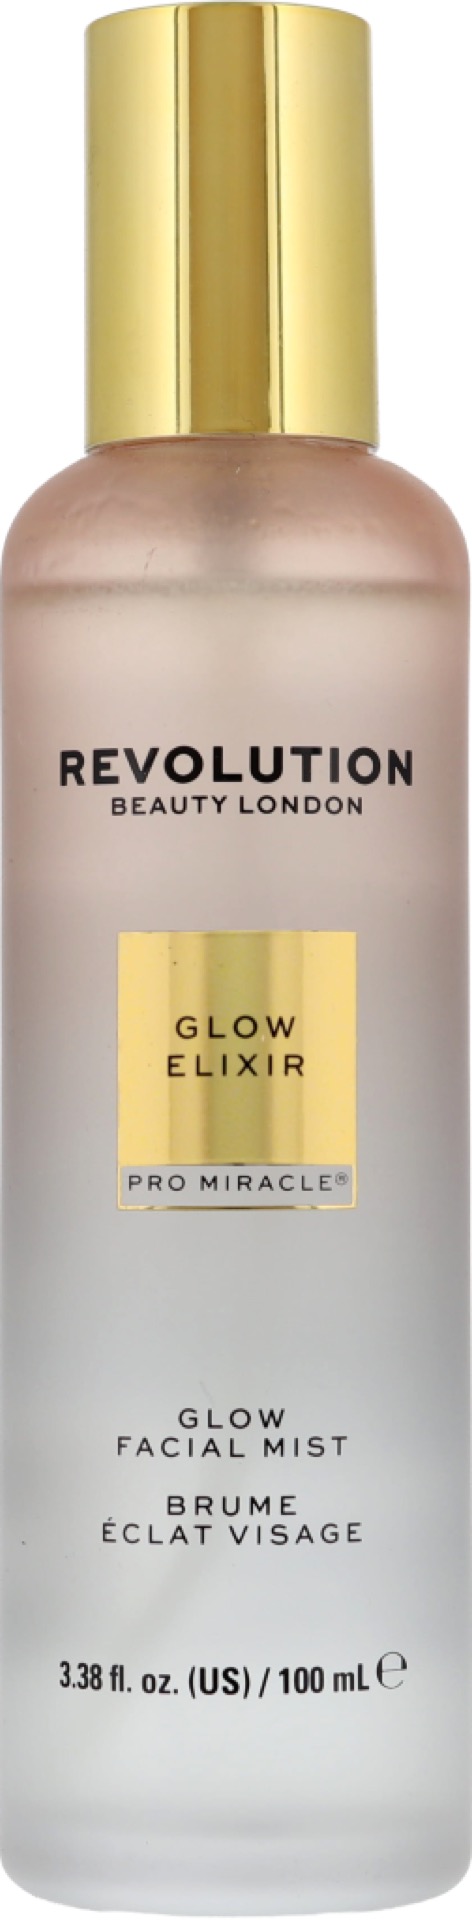 REVOLUTION
BEAUTY LONDON
GLOW
ELIXIR
PRO MIRACLE®
GLOW
FACIAL MIST
BRUME
ÉCLAT VISAGE
3.38 fl. oz. (US) / 100 mL ℮